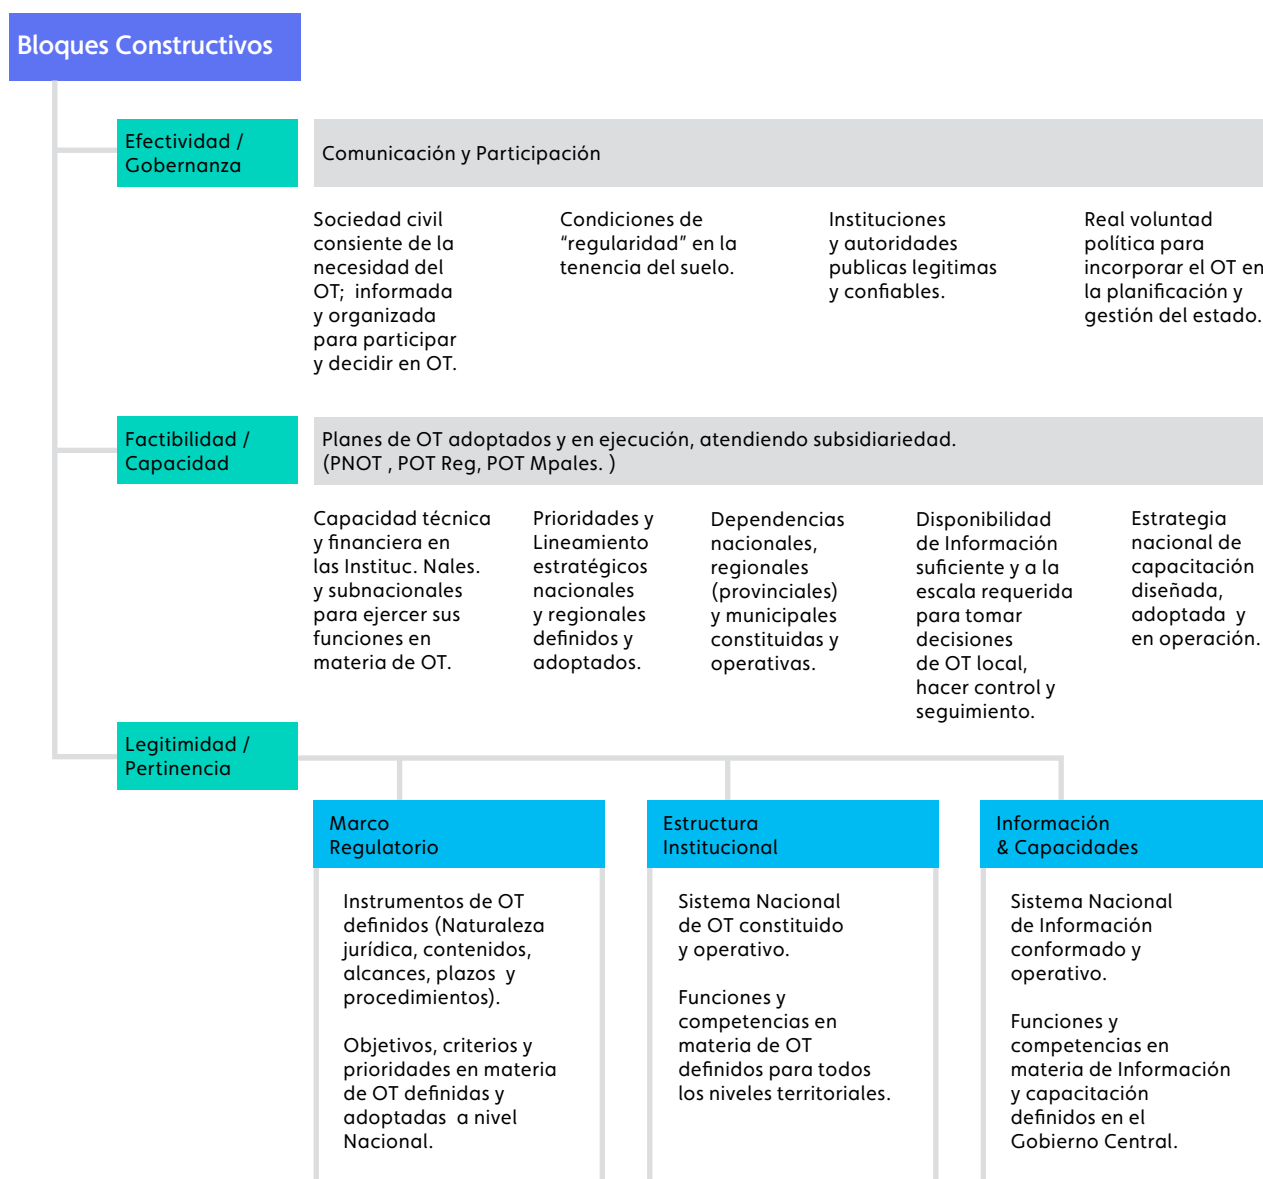 Bloques Constructivos
Efectividad /
Gobernanza
Comunicación y Participación
Sociedad civil
consiente de la
necesidad del
OT;  informada
y organizada
para participar
y decidir en OT.
Condiciones de
“regularidad” en la
tenencia del suelo.
Instituciones
y autoridades
publicas legitimas
y confiables.
Real voluntad
política para
incorporar el OT en
la planificación y
gestión del estado.
Factibilidad /
Capacidad
Planes de OT adoptados y en ejecución, atendiendo subsidiariedad.
(PNOT , POT Reg, POT Mpales. )
Capacidad técnica
y financiera en
las Instituc. Nales.
y subnacionales
para ejercer sus
funciones en
materia de OT.
Prioridades y
Lineamiento
estratégicos
nacionales
y regionales
definidos y
adoptados.
Dependencias
nacionales,
regionales
(provinciales)
y municipales
constituidas y
operativas.
Disponibilidad
de Información
suficiente y a la
escala requerida
para tomar
decisiones
de OT local,
hacer control y
seguimiento.
Estrategia
nacional de
capacitación
diseñada,
adoptada  y
en operación.
Legitimidad /
Pertinencia
Marco
Regulatorio
Instrumentos de OT
definidos (Naturaleza
jurídica, contenidos,
alcances, plazos  y
procedimientos).
Objetivos, criterios y
prioridades en materia
de OT definidas y
adoptadas  a nivel
Nacional.
Estructura
Institucional
Sistema Nacional
de OT constituido
y operativo.
Funciones y
competencias en
materia de OT
definidos para todos
los niveles territoriales.
Información
& Capacidades
Sistema Nacional
de Información
conformado y
operativo.
Funciones y
competencias en
materia de Información
y capacitación
definidos en el
Gobierno Central.